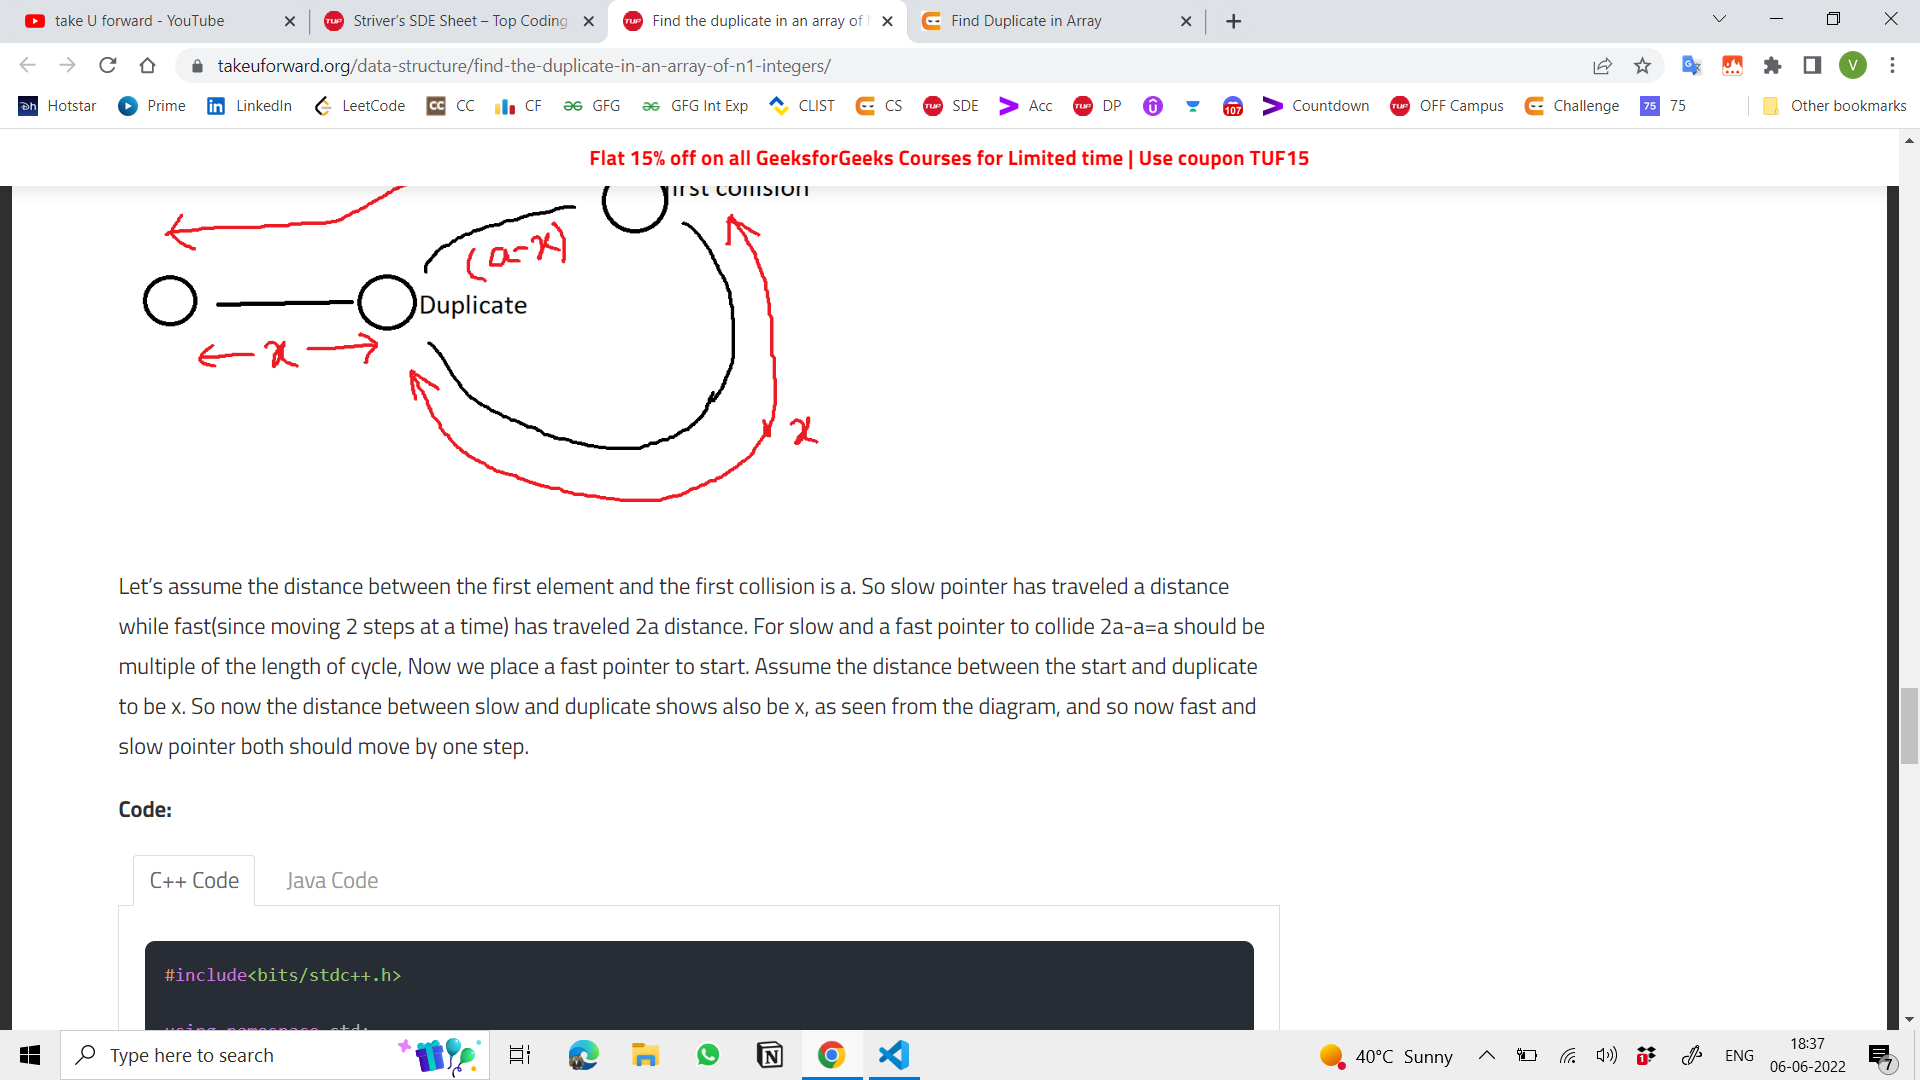 take U forward - YouTube
Striver's SDE Sheet – Top Coding
Find the duplicate in an array of
Find Duplicate in Array
takeuforward.org/data-structure/find-the-duplicate-in-an-array-of-n1-integers/
V
Hotstar
Prime
LinkedIn
LeetCode
CC
CF
GFG
GFG Int Exp
CLIST
CS
SDE
Acc
DP
107
Countdown
OFF Campus
Challenge
75
75
Other bookmarks
Flat 15% off on all GeeksforGeeks Courses for Limited time | Use coupon TUF15
first collision
(a-x)
Duplicate
x
x
Let's assume the distance between the first element and the first collision is a. So slow pointer has traveled a distance
while fast(since moving 2 steps at a time) has traveled 2a distance. For slow and a fast pointer to collide 2a-a=a should be
multiple of the length of cycle, Now we place a fast pointer to start. Assume the distance between the start and duplicate
to be x. So now the distance between slow and duplicate shows also be x, as seen from the diagram, and so now fast and
slow pointer both should move by one step.
Code:
C++ Code
Java Code
#include<bits/stdc++.h>
using namespace std;
Type here to search
40°C Sunny
1
ENG
18:37
06-06-2022
7